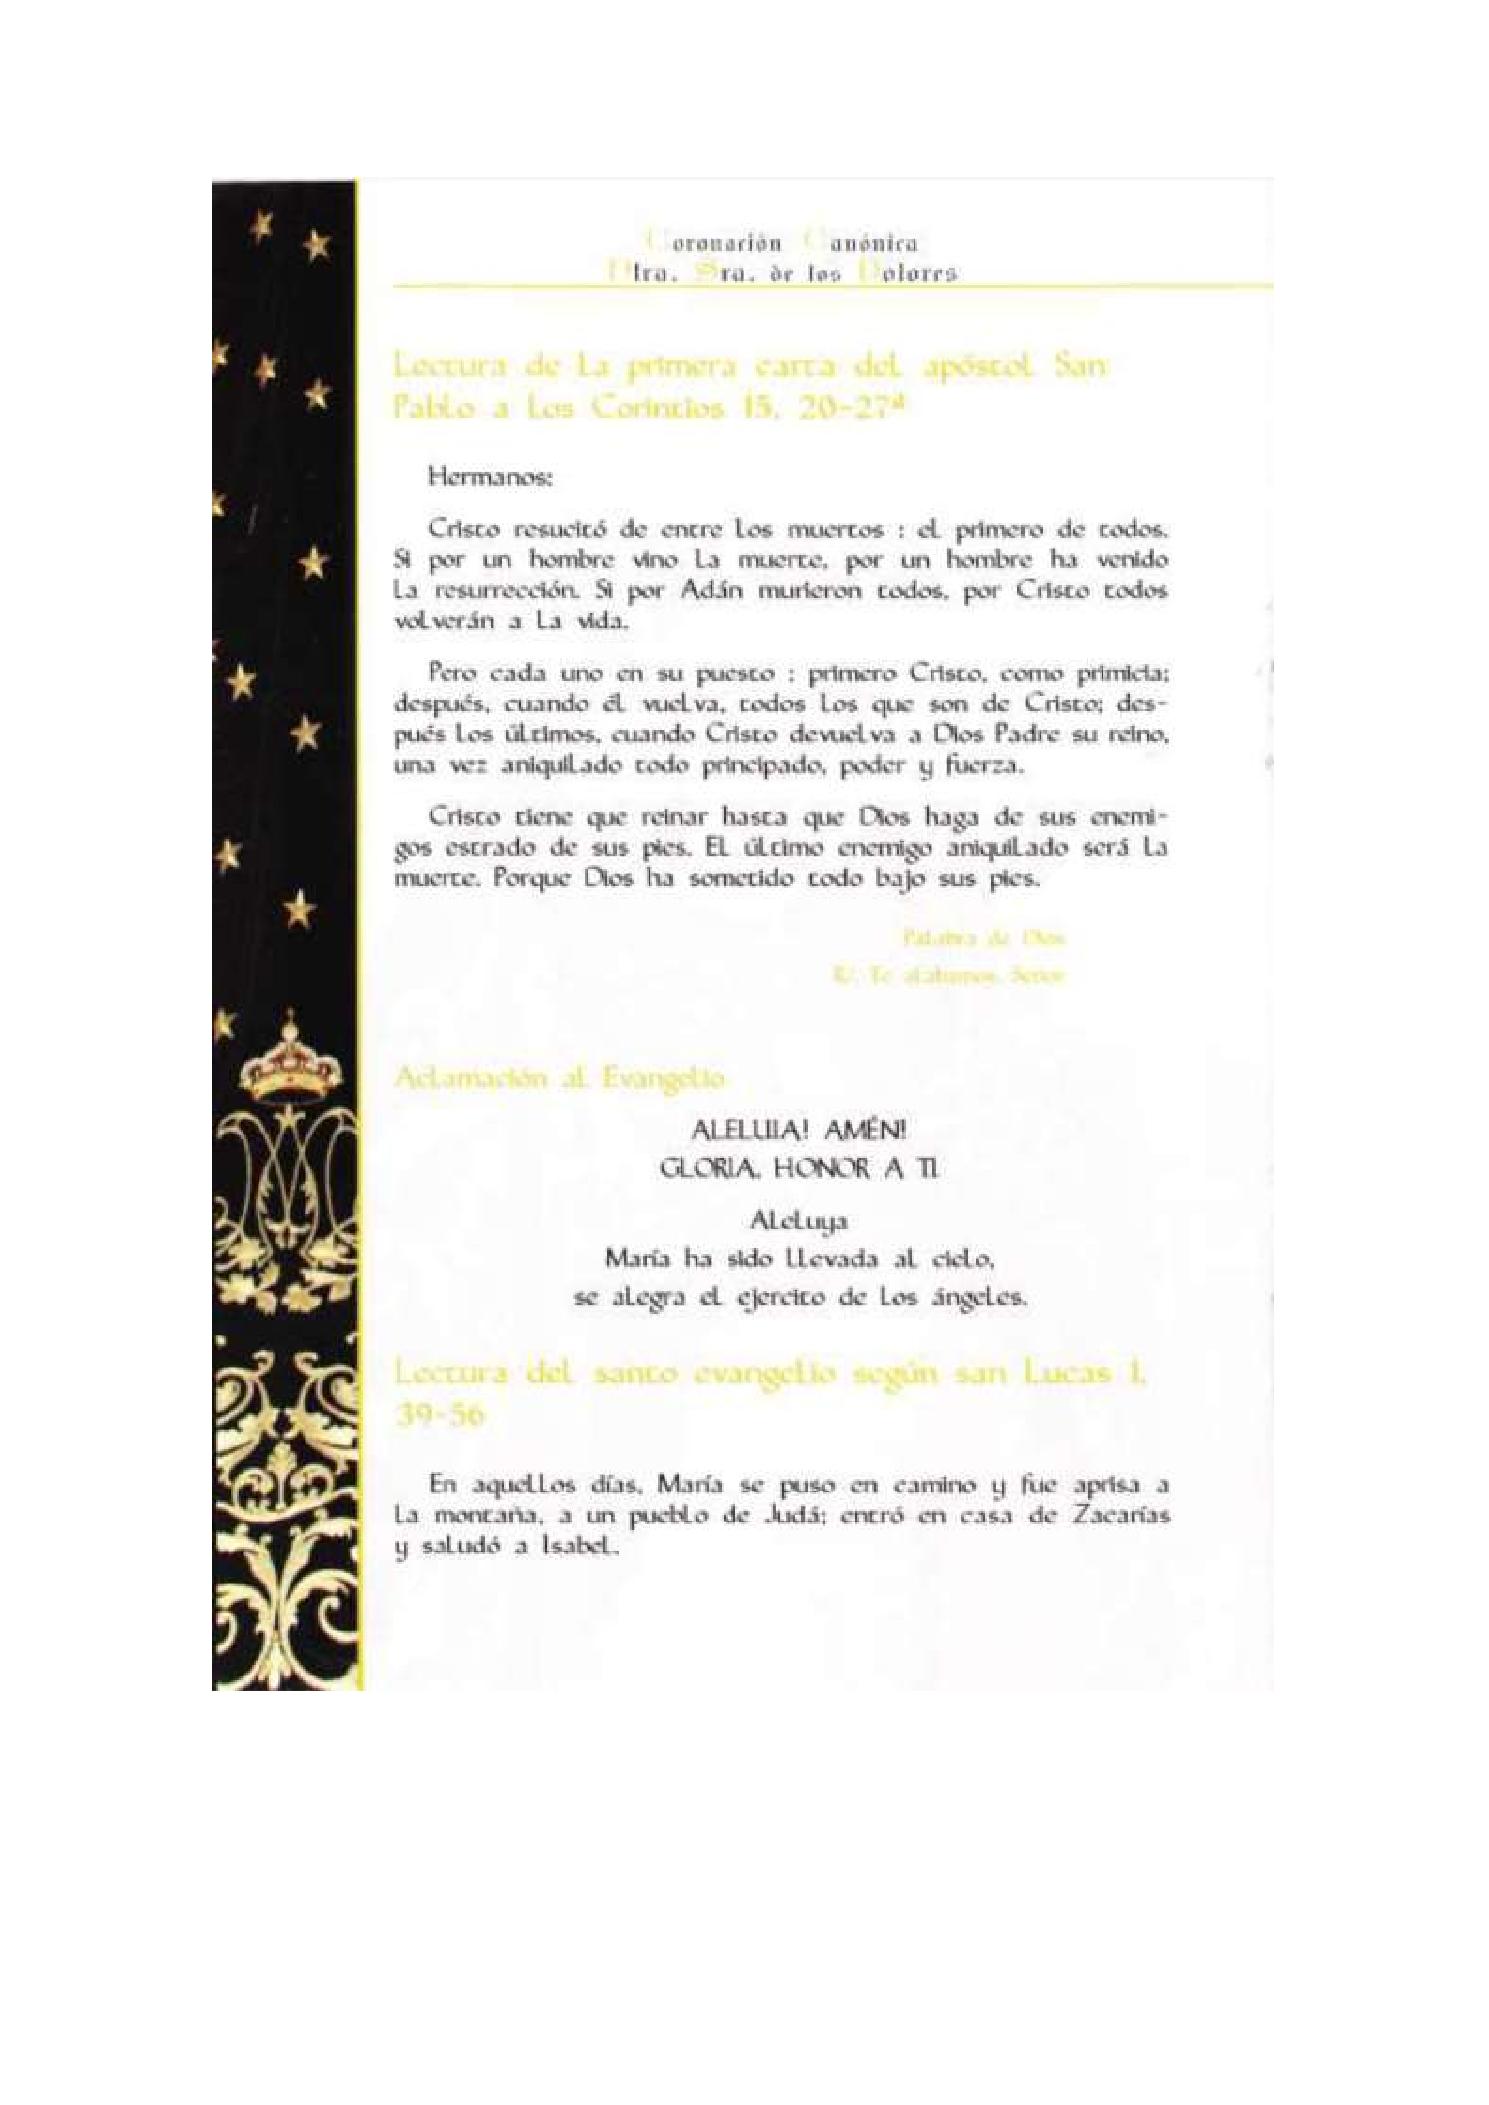 Coronación Canónica
Ntra. Sra. de los Dolores
Lectura de la primera carta del apóstol San
Pablo a los Corintios 15, 20-27ª
Hermanos:
Cristo resucitó de entre los muertos : el primero de todos.
Si por un hombre vino la muerte, por un hombre ha venido
la resurrección. Si por Adán murieron todos, por Cristo todos
volverán a la vida.
Pero cada uno en su puesto : primero Cristo, como primicia;
después, cuando él vuelva, todos los que son de Cristo; des-
pués los últimos, cuando Cristo devuelva a Dios Padre su reino,
una vez aniquilado todo principado, poder y fuerza.
Cristo tiene que reinar hasta que Dios haga de sus enemi-
gos estrado de sus pies. El último enemigo aniquilado será la
muerte. Porque Dios ha sometido todo bajo sus pies.
Palabra de Dios
R/. Te alabamos, Señor
Aclamación al Evangelio
ALELUIA! AMÉN!
GLORIA, HONOR A TI
Aleluya
María ha sido llevada al cielo,
se alegra el ejercito de los ángeles.
Lectura del santo evangelio según san Lucas 1,
39-56
En aquellos días, María se puso en camino y fue aprisa a
la montaña, a un pueblo de Judá; entró en casa de Zacarías
y saludó a Isabel.